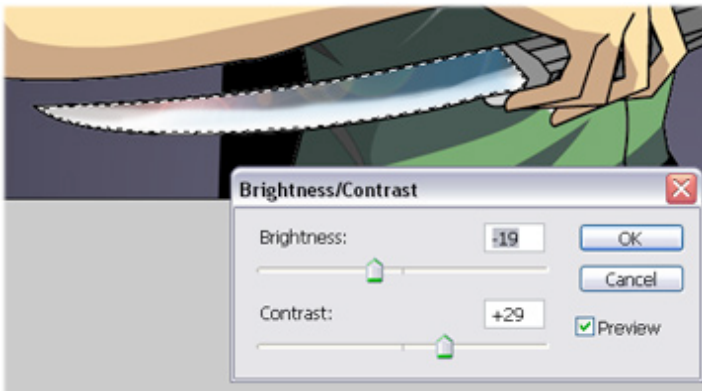 Brightness/Contrast
Brightness:
-19
OK
Cancel
Contrast:
+29
Preview